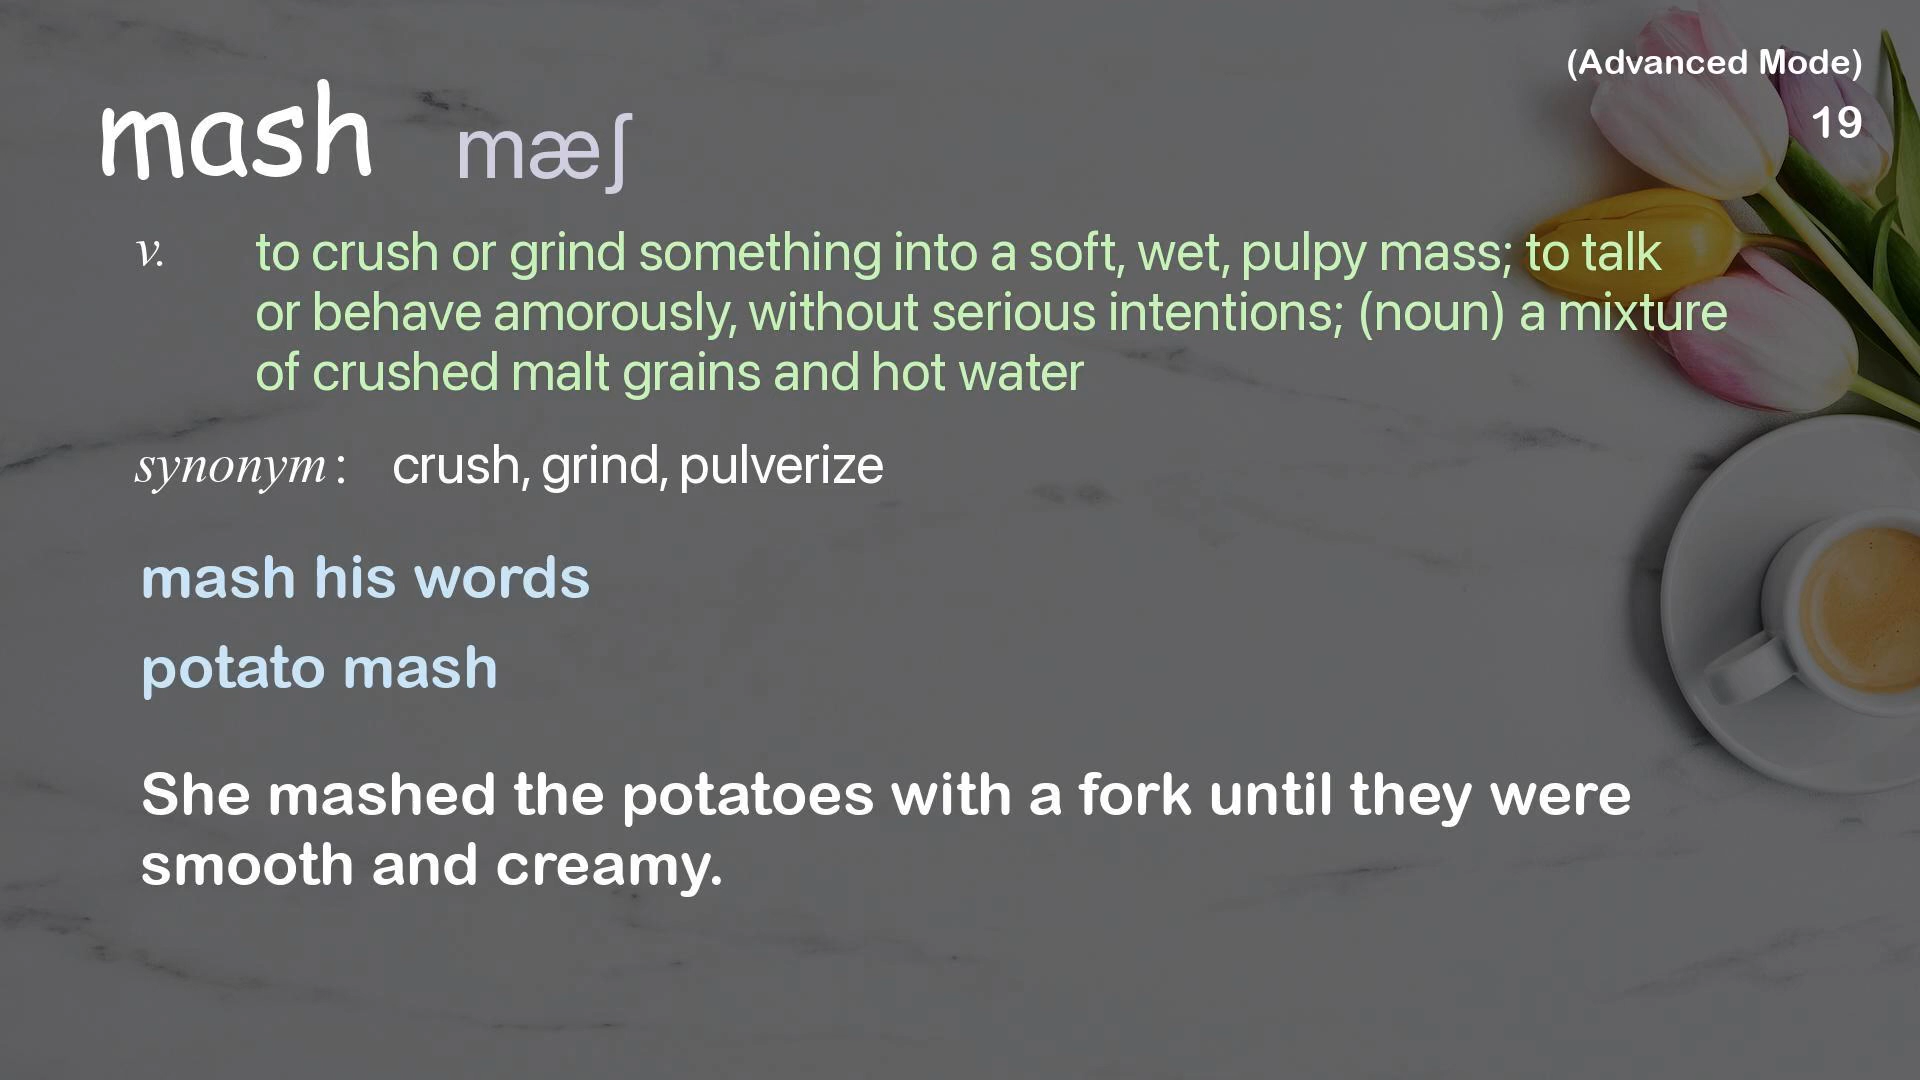 (Advanced Mode)
19
mash mæʃ
v. to crush or grind something into a soft, wet, pulpy mass; to talk
or behave amorously, without serious intentions; (noun) a mixture
of crushed malt grains and hot water
synonym: crush, grind, pulverize
mash his words
potato mash
She mashed the potatoes with a fork until they were
smooth and creamy.